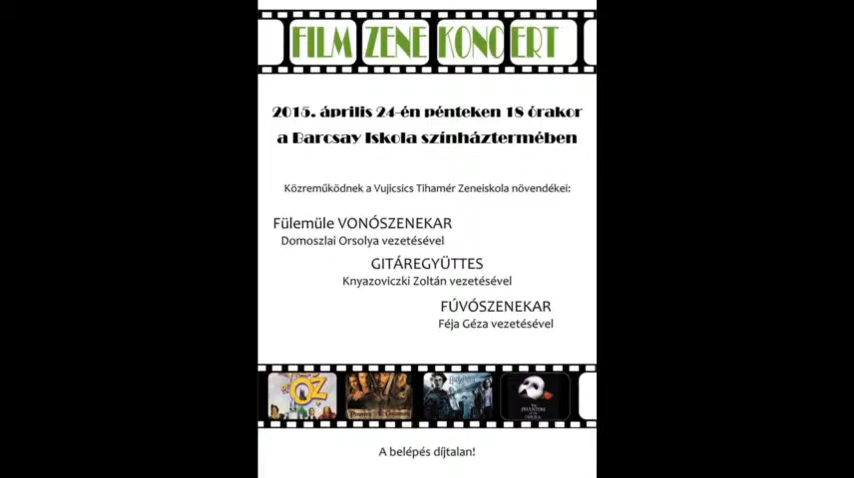 FILM ZENE KONCERT
2015. április 24-én pénteken 18 órakor
a Barcsay Iskola színháztermében
Közreműködnek a Vujicsics Tihamér Zeneiskola növendékei:
Fülemüle VONÓSZENEKAR
Domoszlai Orsolya vezetésével
GITÁREGYÜTTES
Knyazoviczki Zoltán vezetésével
FÚVÓSZENEKAR
Féja Géza vezetésével
OZ
A belépés díjtalan!